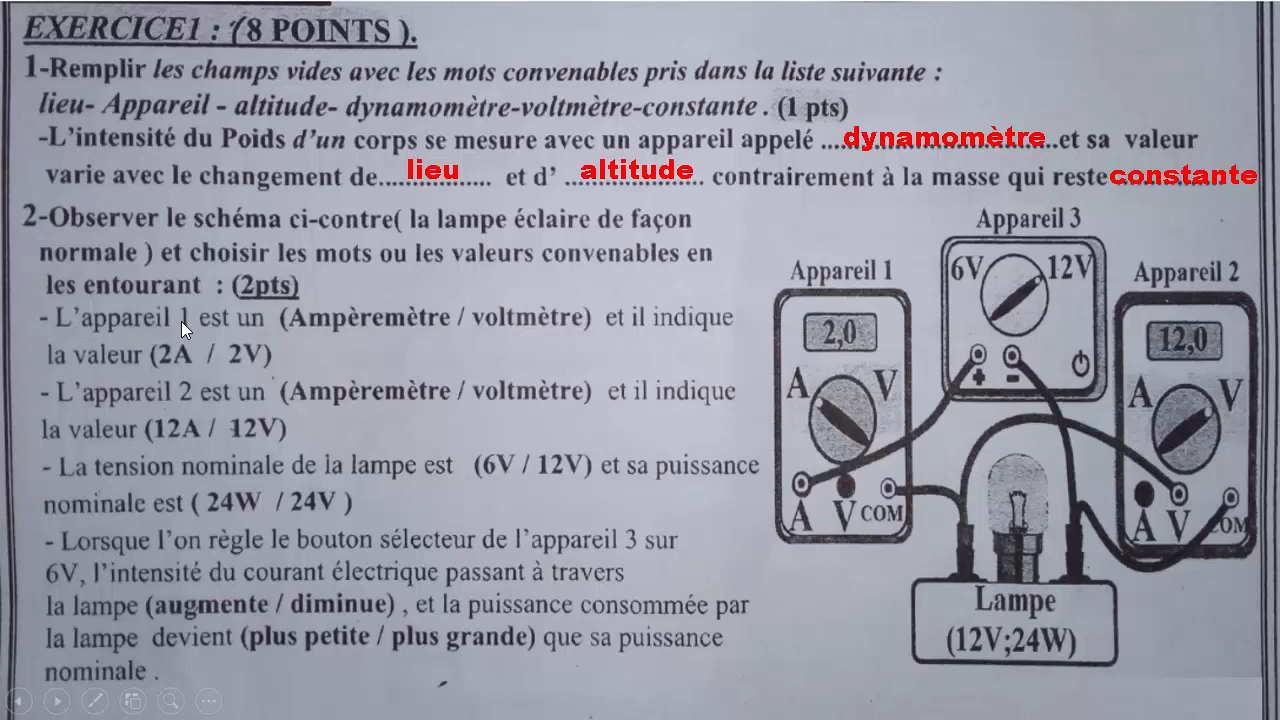 EXERCICE1 : (8 POINTS ).
1-Remplir les champs vides avec les mots convenables pris dans la liste suivante :
lieu- Appareil - altitude- dynamomètre-voltmètre-constante . (1 pts)
-L'intensité du Poids d'un corps se mesure avec un appareil appelé ...dynamomètre...et sa valeur
varie avec le changement de...lieu... et d' ...altitude... contrairement à la masse qui reste constante
2-Observer le schéma ci-contre( la lampe éclaire de façon
normale ) et choisir les mots ou les valeurs convenables en
les entourant : (2pts)
- L'appareil 1 est un (Ampèremètre / voltmètre) et il indique
la valeur (2A / 2V)
- L'appareil 2 est un (Ampèremètre / voltmètre) et il indique
la valeur (12A / 12V)
- La tension nominale de la lampe est (6V / 12V) et sa puissance
nominale est ( 24W / 24V )
- Lorsque l'on règle le bouton sélecteur de l'appareil 3 sur
6V, l'intensité du courant électrique passant à travers
la lampe (augmente / diminue) , et la puissance consommée par
la lampe devient (plus petite / plus grande) que sa puissance
nominale .
Appareil 3
6V 12V
+ -
Appareil 1
2,0
A V
A V COM
Appareil 2
12,0
A V
A V COM
Lampe
(12V;24W)